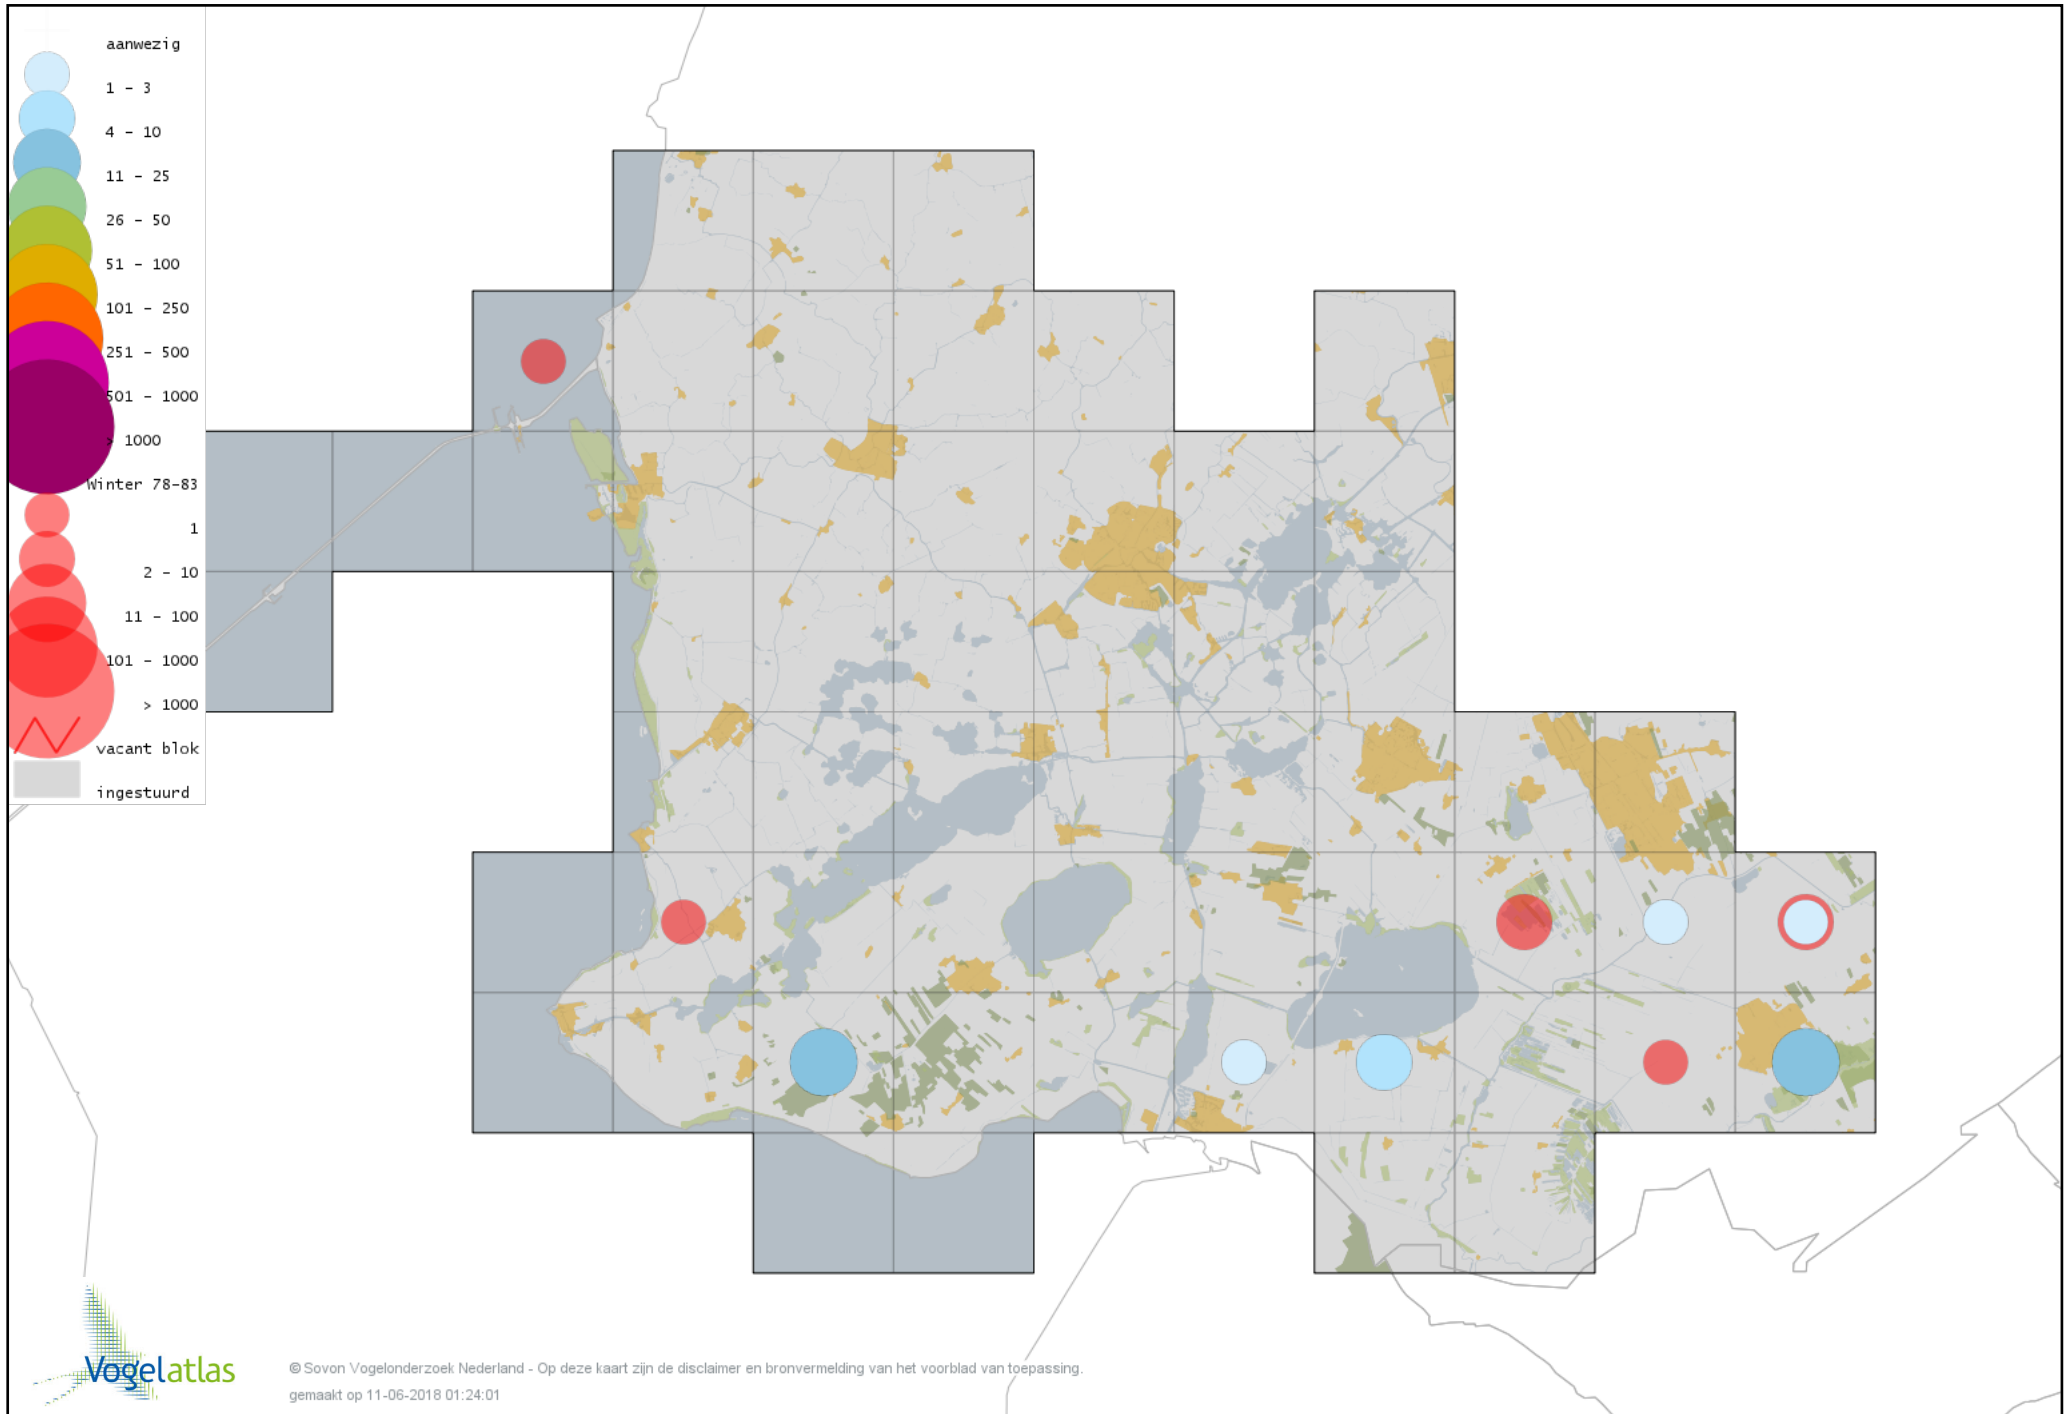 aanwezig
1 – 3
4 – 10
11 – 25
26 – 50
51 – 100
101 – 250
251 – 500
501 – 1000
> 1000
Winter 78-83
1
2 – 10
11 – 100
101 – 1000
> 1000
vacant blok
ingestuurd
Vogelatlas
© Sovon Vogelonderzoek Nederland - Op deze kaart zijn de disclaimer en bronvermelding van het voorblad van toepassing.
gemaakt op 11-06-2018 01:24:01